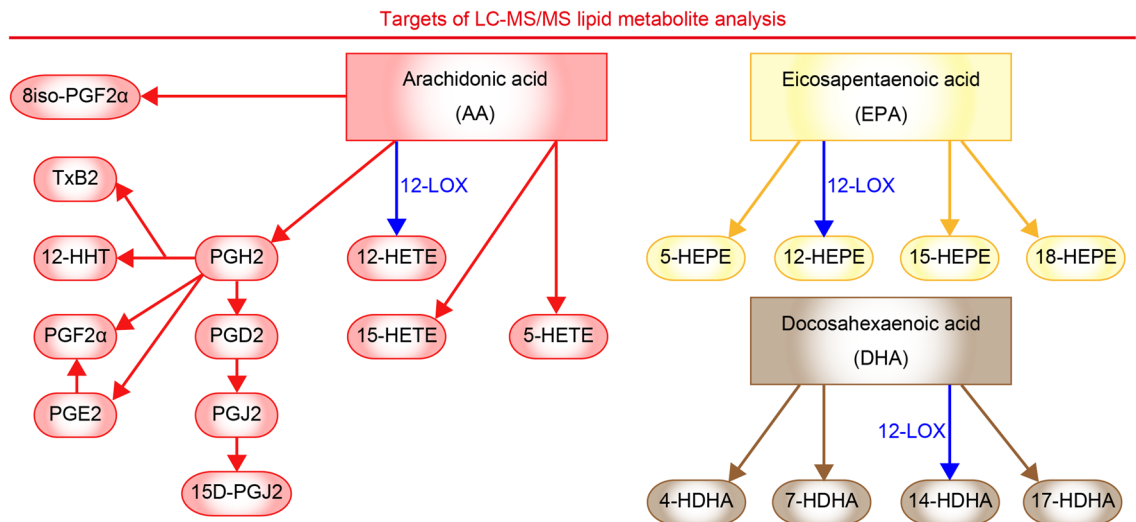 Targets of LC-MS/MS lipid metabolite analysis
Arachidonic acid
(AA)
8iso-PGF2α
TxB2
12-LOX
12-HHT
PGH2
12-HETE
PGF2α
PGD2
15-HETE
5-HETE
PGE2
PGJ2
15D-PGJ2
Eicosapentaenoic acid
(EPA)
12-LOX
5-HEPE
12-HEPE
15-HEPE
18-HEPE
Docosahexaenoic acid
(DHA)
12-LOX
4-HDHA
7-HDHA
14-HDHA
17-HDHA